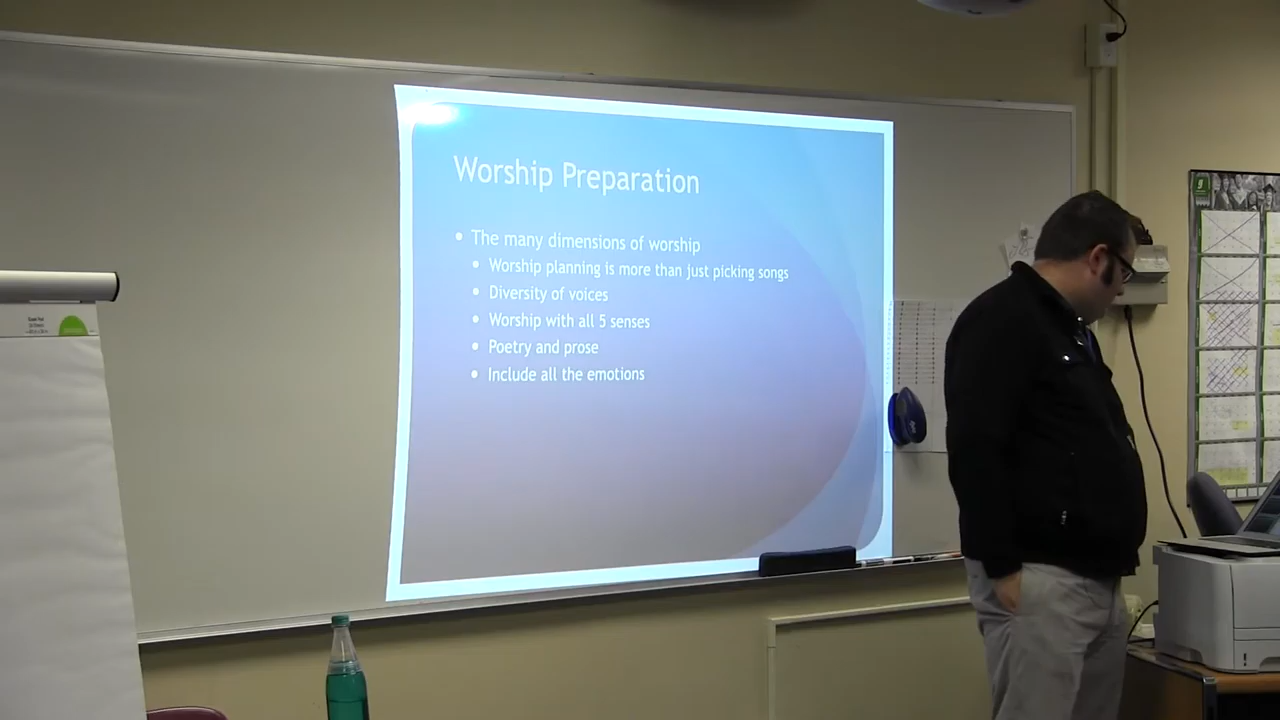 Worship Preparation
The many dimensions of worship
Worship planning is more than just picking songs
Diversity of voices
Worship with all 5 senses
Poetry and prose
Include all the emotions